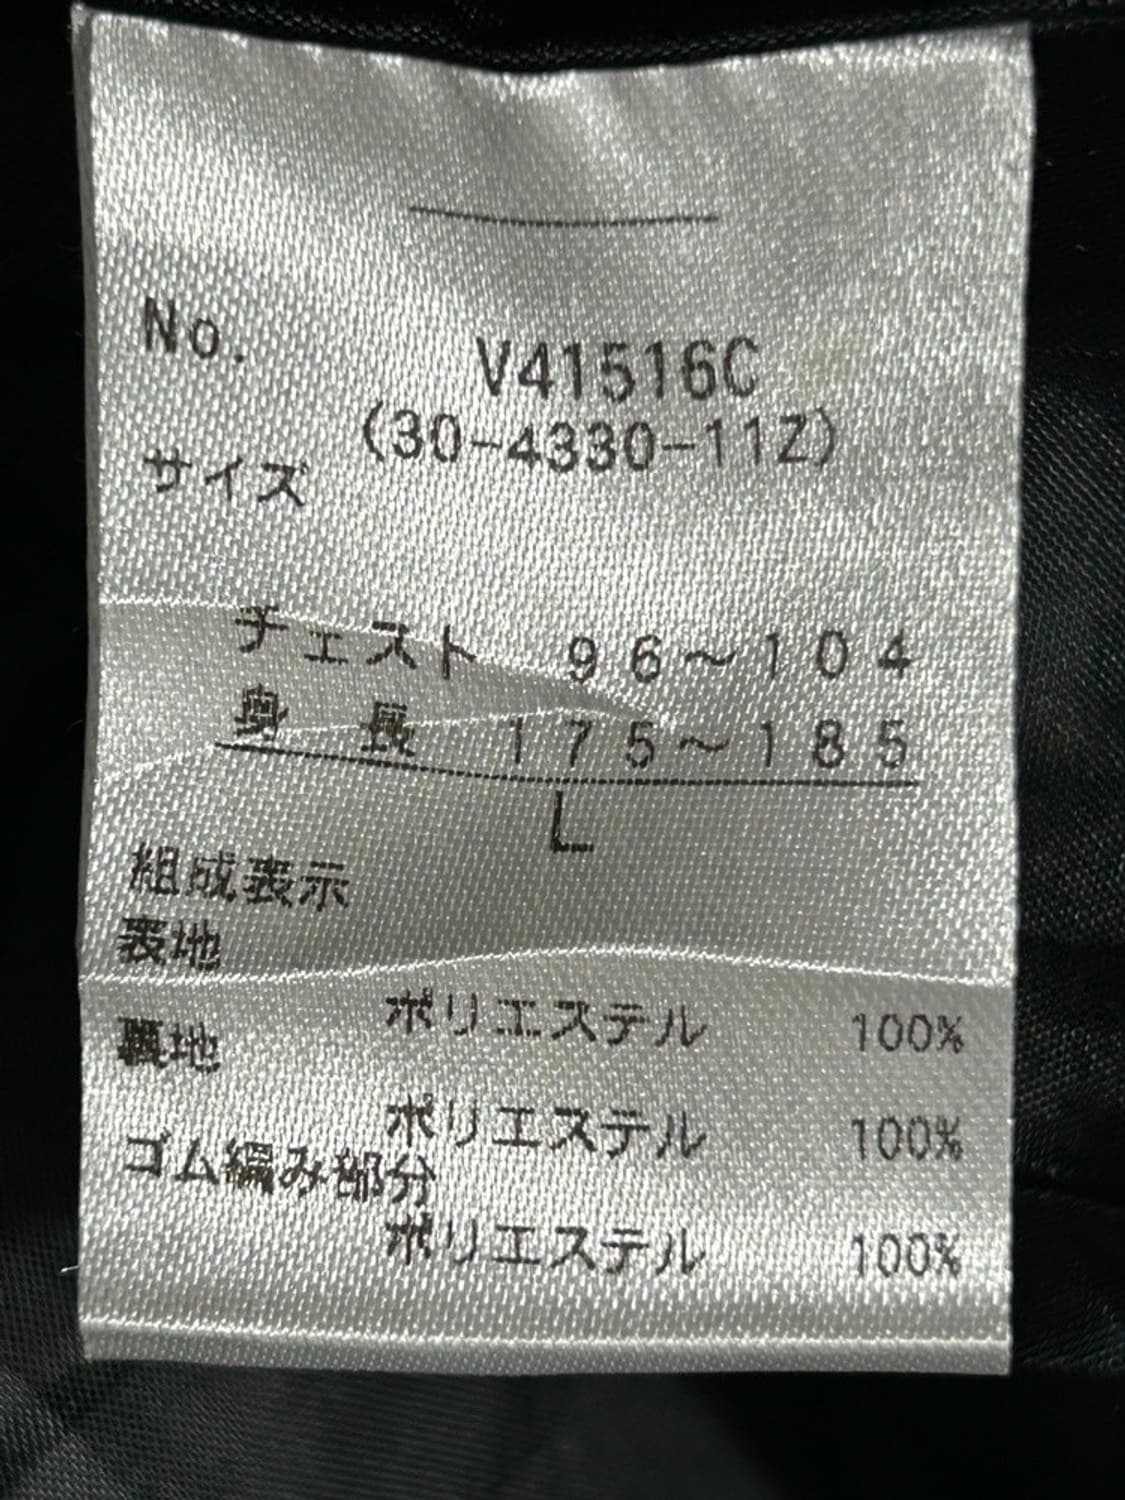 No. V41516C
(30-4330-11Z)
サイズ
チェスト 96〜104
身 長 175〜185
L
組成表示
表地
ポリエステル 100%
裏地
ポリエステル 100%
ゴム編み部分
ポリエステル 100%